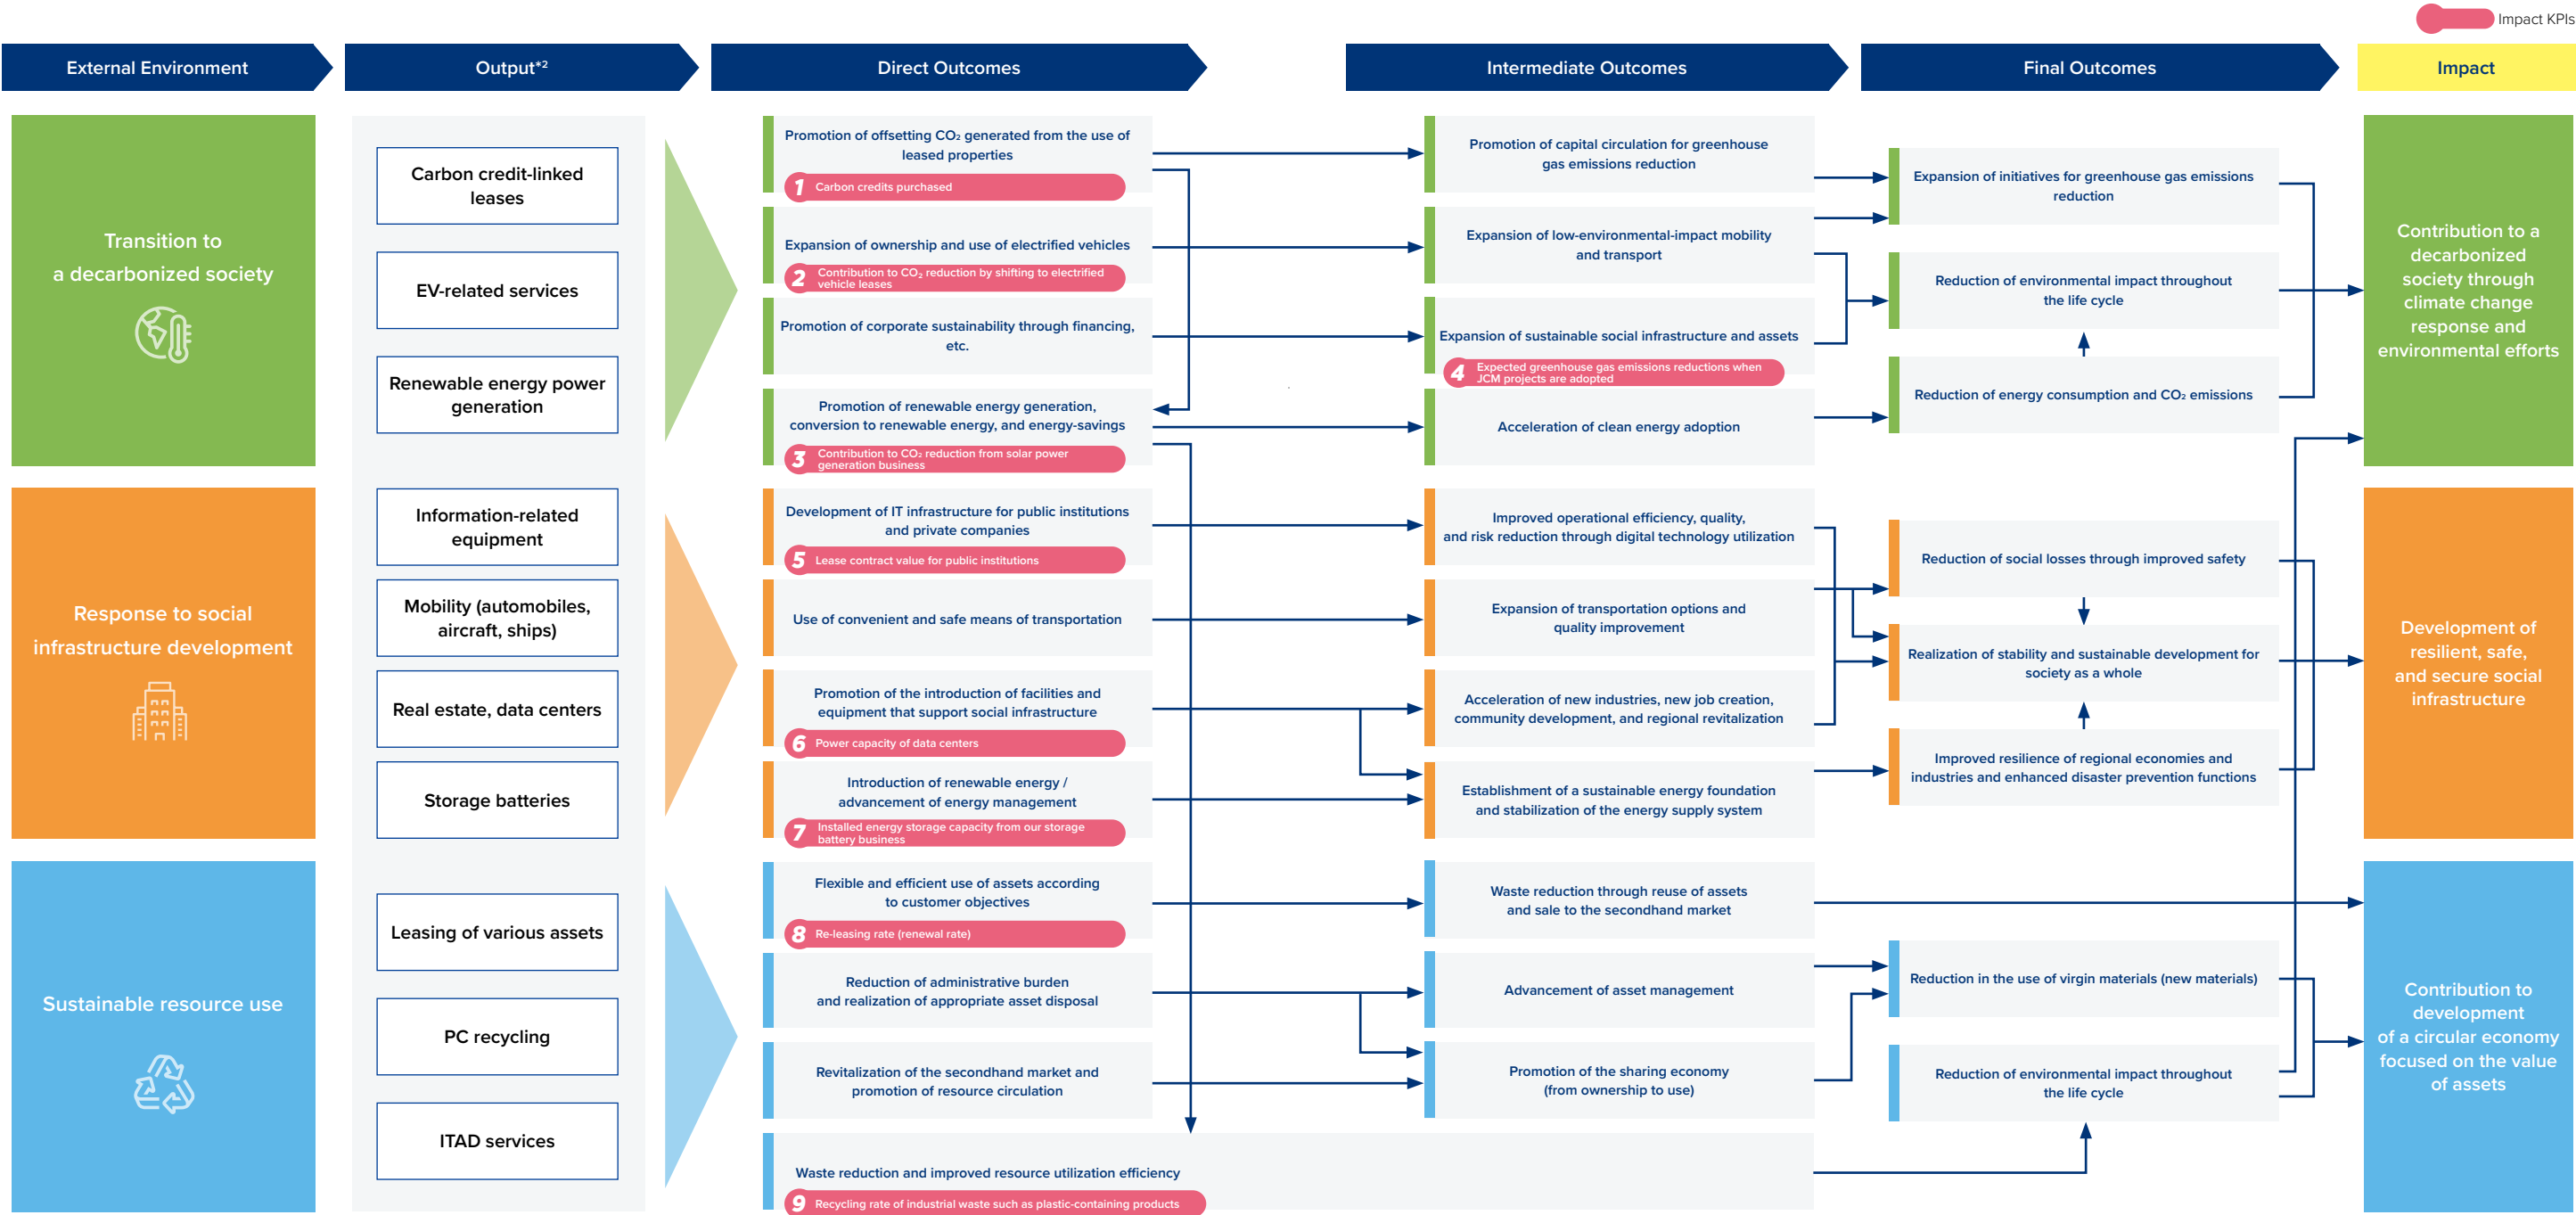 Impact KPIs
External Environment
Output*2
Direct Outcomes
Intermediate Outcomes
Final Outcomes
Impact
Transition to
a decarbonized society
Carbon credit-linked
leases
EV-related services
Renewable energy power
generation
Promotion of offsetting CO₂ generated from the use of
leased properties
1 Carbon credits purchased
Expansion of ownership and use of electrified vehicles
2 Contribution to CO₂ reduction by shifting to electrified
vehicle leases
Promotion of corporate sustainability through financing,
etc.
Promotion of renewable energy generation,
conversion to renewable energy, and energy-savings
3 Contribution to CO₂ reduction from solar power
generation business
Promotion of capital circulation for greenhouse
gas emissions reduction
Expansion of low-environmental-impact mobility
and transport
Expansion of sustainable social infrastructure and assets
4 Expected greenhouse gas emissions reductions when
JCM projects are adopted
Acceleration of clean energy adoption
Expansion of initiatives for greenhouse gas emissions
reduction
Reduction of environmental impact throughout
the life cycle
Reduction of energy consumption and CO₂ emissions
Contribution to a
decarbonized
society through
climate change
response and
environmental efforts
Response to social
infrastructure development
Information-related
equipment
Mobility (automobiles,
aircraft, ships)
Real estate, data centers
Storage batteries
Development of IT infrastructure for public institutions
and private companies
5 Lease contract value for public institutions
Use of convenient and safe means of transportation
Promotion of the introduction of facilities and
equipment that support social infrastructure
6 Power capacity of data centers
Introduction of renewable energy /
advancement of energy management
7 Installed energy storage capacity from our storage
battery business
Improved operational efficiency, quality,
and risk reduction through digital technology utilization
Expansion of transportation options and
quality improvement
Acceleration of new industries, new job creation,
community development, and regional revitalization
Establishment of a sustainable energy foundation
and stabilization of the energy supply system
Reduction of social losses through improved safety
Realization of stability and sustainable development for
society as a whole
Improved resilience of regional economies and
industries and enhanced disaster prevention functions
Development of
resilient, safe,
and secure social
infrastructure
Sustainable resource use
Leasing of various assets
PC recycling
ITAD services
Flexible and efficient use of assets according
to customer objectives
8 Re-leasing rate (renewal rate)
Reduction of administrative burden
and realization of appropriate asset disposal
Revitalization of the secondhand market and
promotion of resource circulation
Waste reduction and improved resource utilization efficiency
9 Recycling rate of industrial waste such as plastic-containing products
Waste reduction through reuse of assets
and sale to the secondhand market
Advancement of asset management
Promotion of the sharing economy
(from ownership to use)
Reduction in the use of virgin materials (new materials)
Reduction of environmental impact throughout
the life cycle
Contribution to
development
of a circular economy
focused on the value
of assets